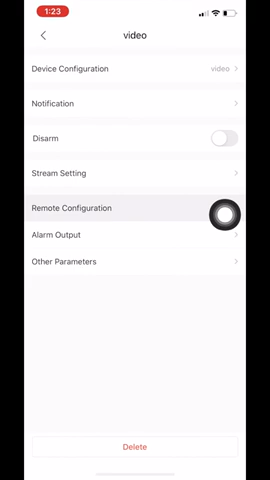 1:23
video
Device Configuration video
Notification
Disarm
Stream Setting
Remote Configuration
Alarm Output
Other Parameters
Delete